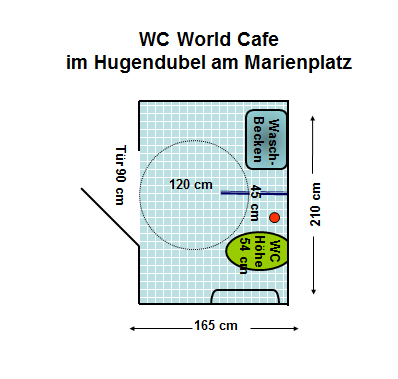 WC World Cafe
im Hugendubel am Marienplatz
Wasch-
Becken
Tür 90 cm
120 cm
45 cm
210 cm
WC
Höhe
54 cm
165 cm